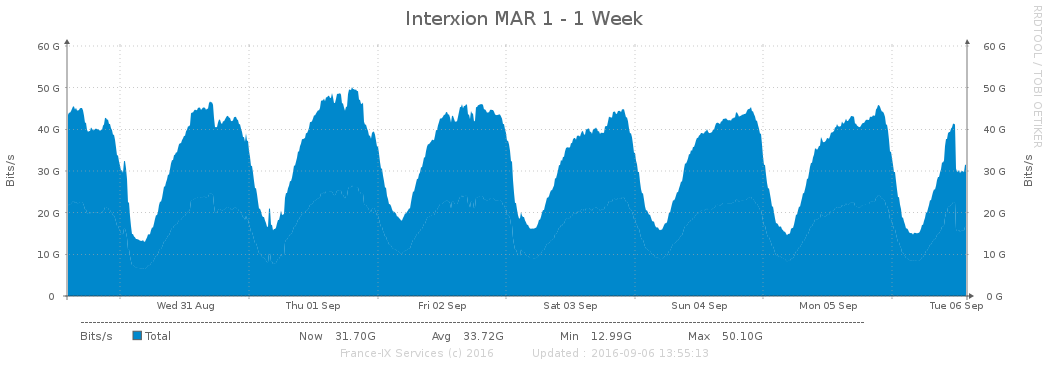 Interxion MAR 1 - 1 Week
RRDTOOL / TOBI OETIKER
Bits/s
60 G 60 G
50 G 50 G
40 G 40 G
30 G 30 G
20 G 20 G
10 G 10 G
0 0 G
Bits/s
Wed 31 Aug Thu 01 Sep Fri 02 Sep Sat 03 Sep Sun 04 Sep Mon 05 Sep Tue 06 Sep
Bits/s Total Now 31.70G Avg 33.72G Min 12.99G Max 50.10G
France-IX Services (c) 2016 Updated : 2016-09-06 13:55:13